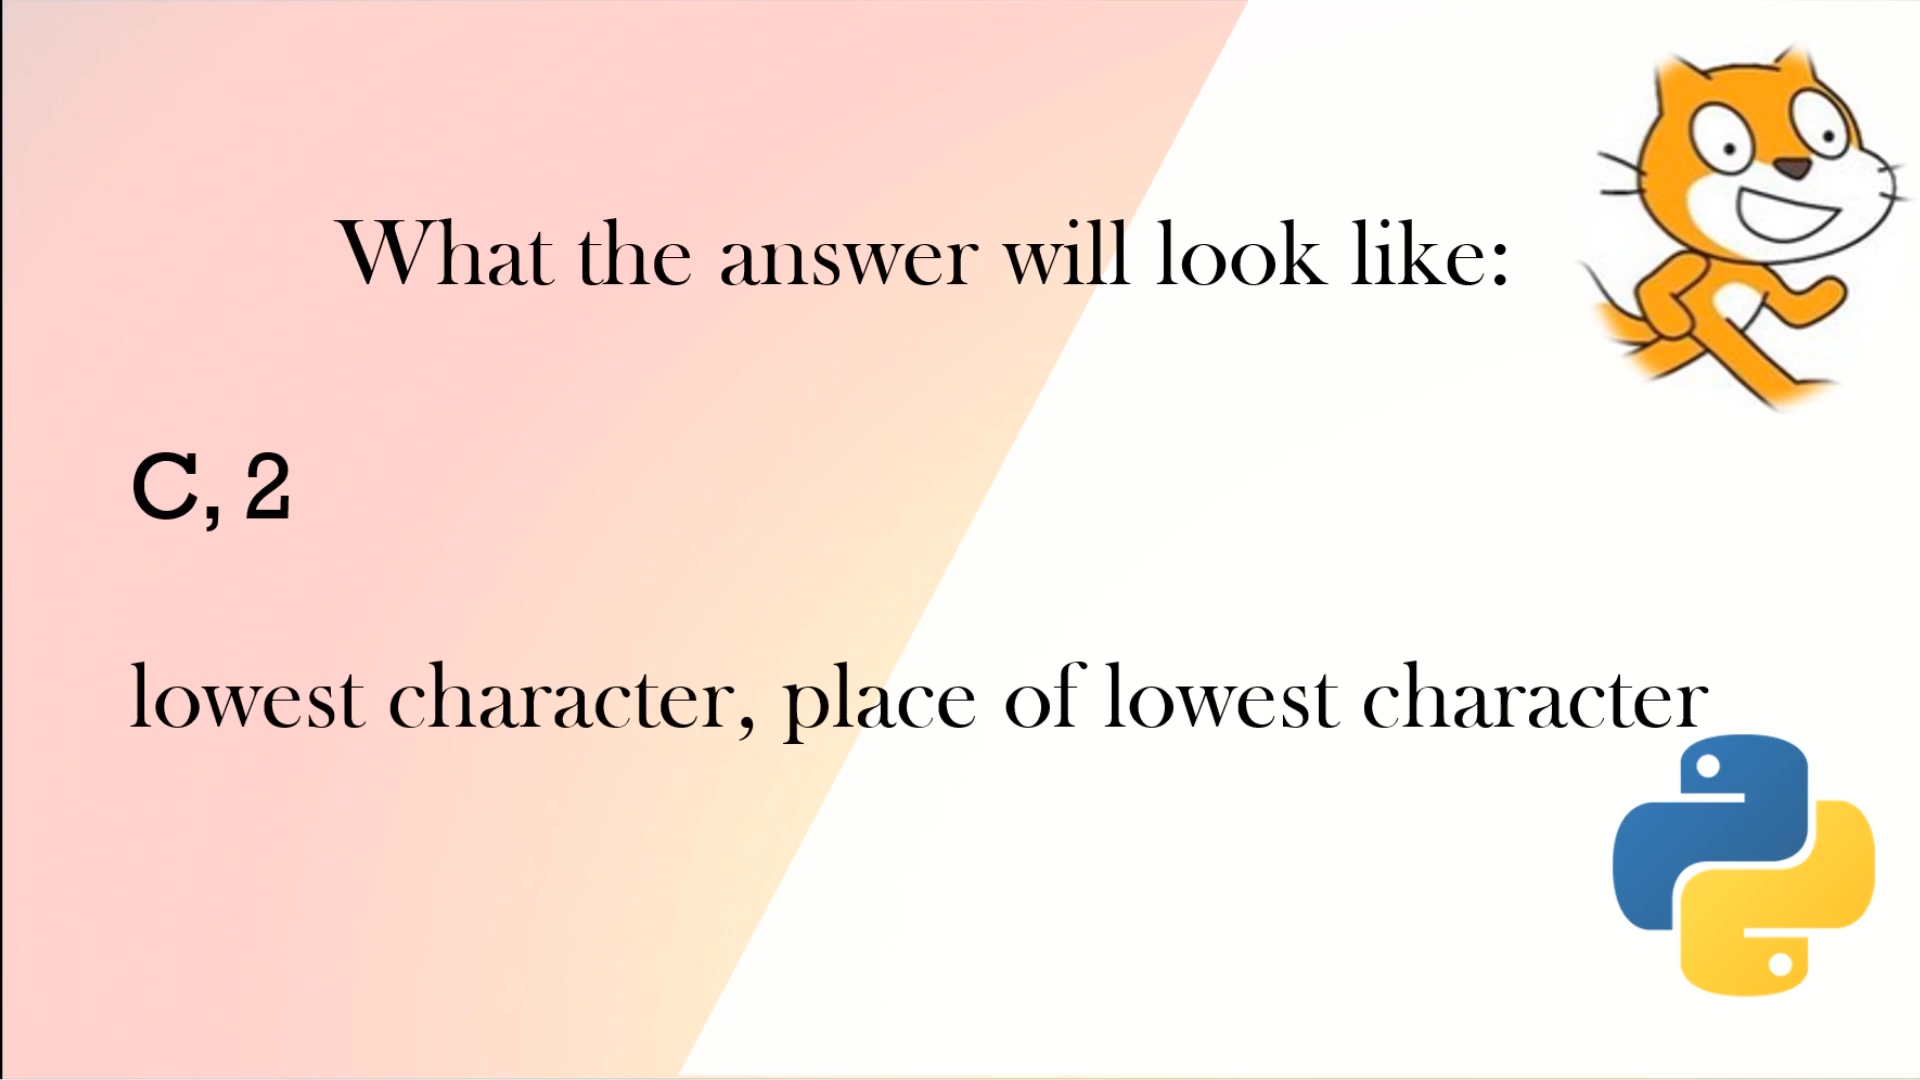 What the answer will look like:
C, 2
lowest character, place of lowest character